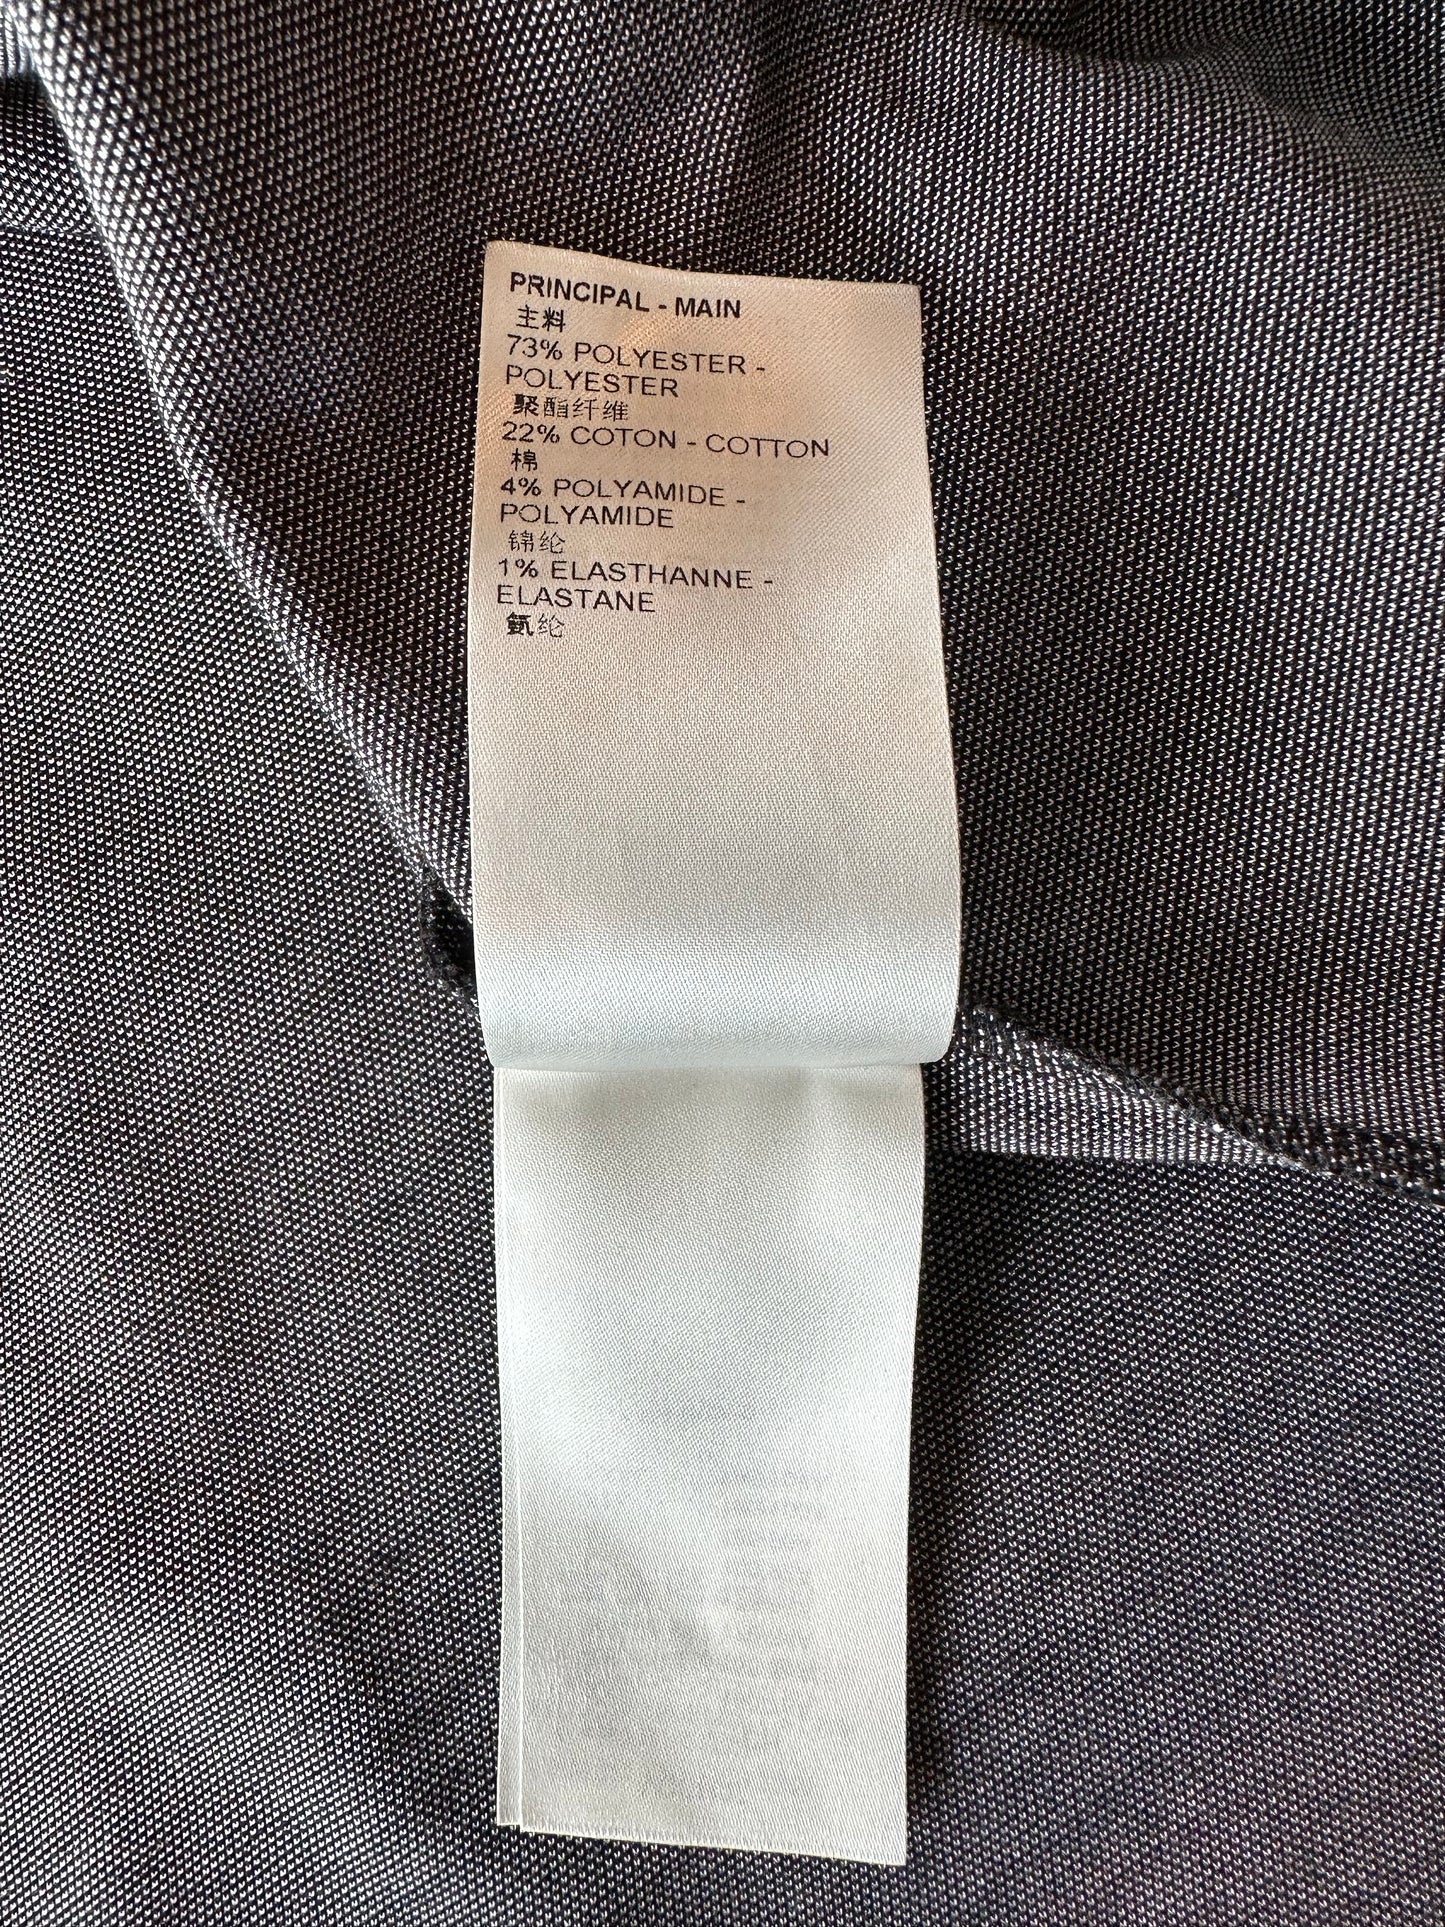 PRINCIPAL - MAIN
主料
73% POLYESTER -
POLYESTER
聚酯纤维
22% COTON - COTTON
棉
4% POLYAMIDE -
POLYAMIDE
锦纶
1% ELASTHANNE -
ELASTANE
氨纶